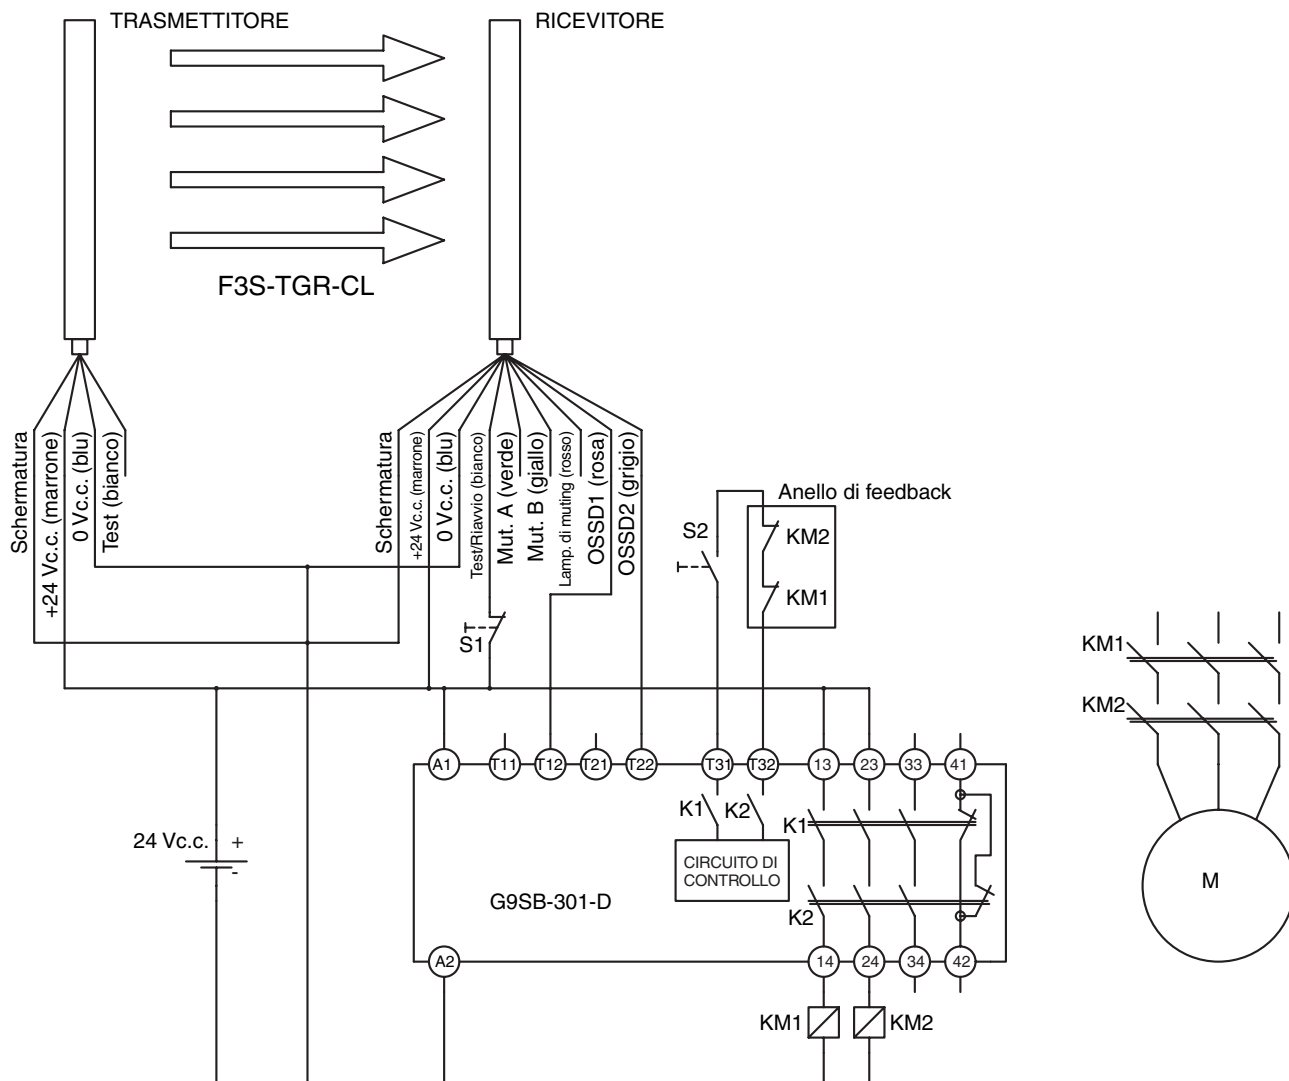 TRASMETTITORE
RICEVITORE
F3S-TGR-CL
Schermatura
+24 Vc.c. (marrone)
0 Vc.c. (blu)
Test (bianco)
Schermatura
+24 Vc.c. (marrone)
0 Vc.c. (blu)
Test/Riavvio (bianco)
Mut. A (verde)
Mut. B (giallo)
Lamp. di muting (rosso)
OSSD1 (rosa)
OSSD2 (grigio)
Anello di feedback
S2
KM2
KM1
S1
KM1
KM2
M
A1
T11
T12
T21
T22
T31
T32
13
23
33
41
K1
K2
K1
CIRCUITO DI
CONTROLLO
24 Vc.c.
+
-
G9SB-301-D
K2
A2
14
24
34
42
KM1
KM2